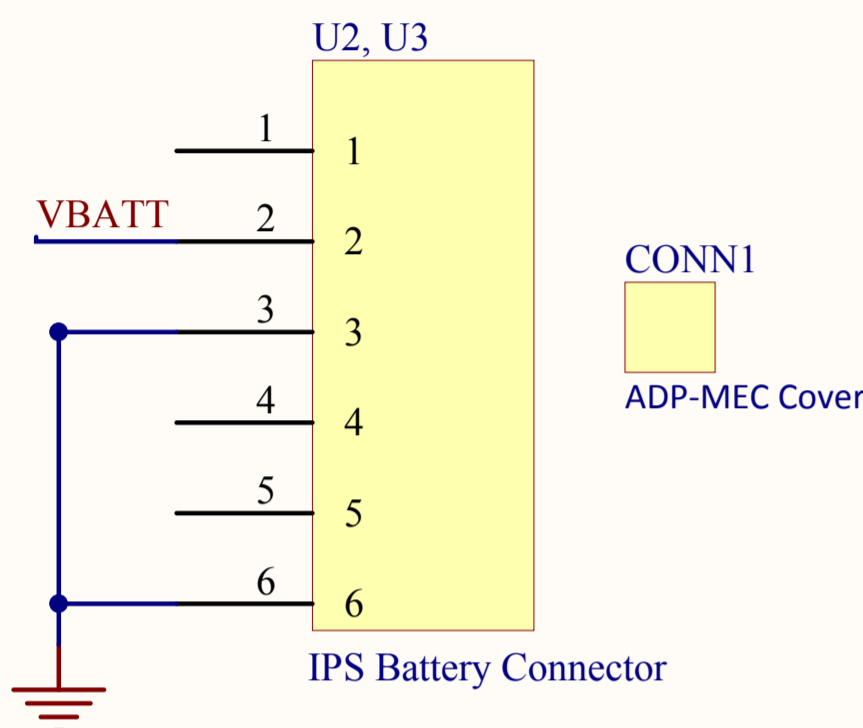 U2, U3
1 1
VBATT 2 2
CONN1
3 3
ADP-MEC Cover
4 4
5 5
6 6
IPS Battery Connector